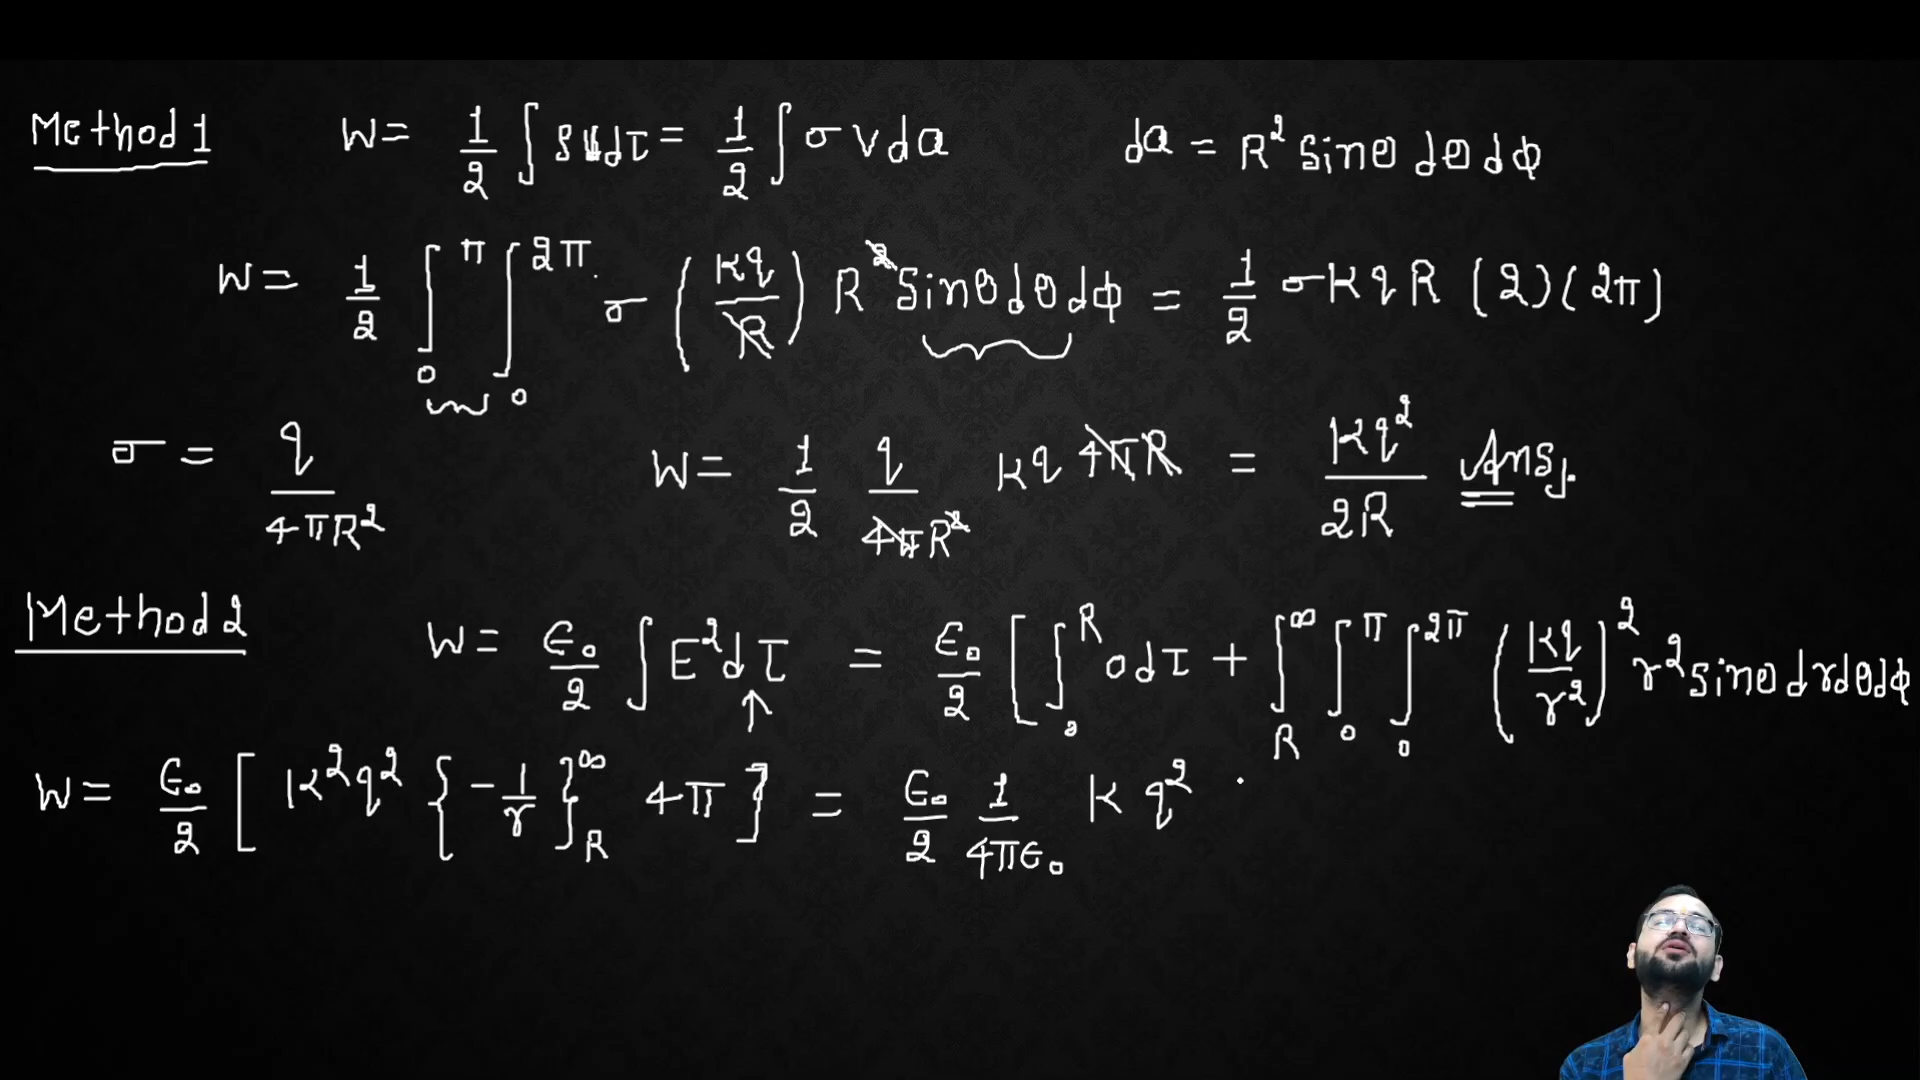 Method 1 W = 1/2 ∫ ρVdτ = 1/2 ∫ σ V da da = R² sinθ dθ dϕ
W = 1/2 ∫₀^π ∫₀^2π σ (Kq/R) R² sinθ dθ dϕ = 1/2 σ K q R (2)(2π)
σ = q/4πR² W = 1/2 q/4πR² Kq 4πR = Kq²/2R Ans.
Method 2 W = ϵ₀/2 ∫ E² dτ = ϵ₀/2 [ ∫₀^R 0 dτ + ∫_R^∞ ∫₀^π ∫₀^2π (Kq/r²)² r² sinθ dr dθ dϕ
W = ϵ₀/2 [ K² q² { -1/r }_R^∞ 4π ] = ϵ₀/2 1/4πϵ₀ K q² ·